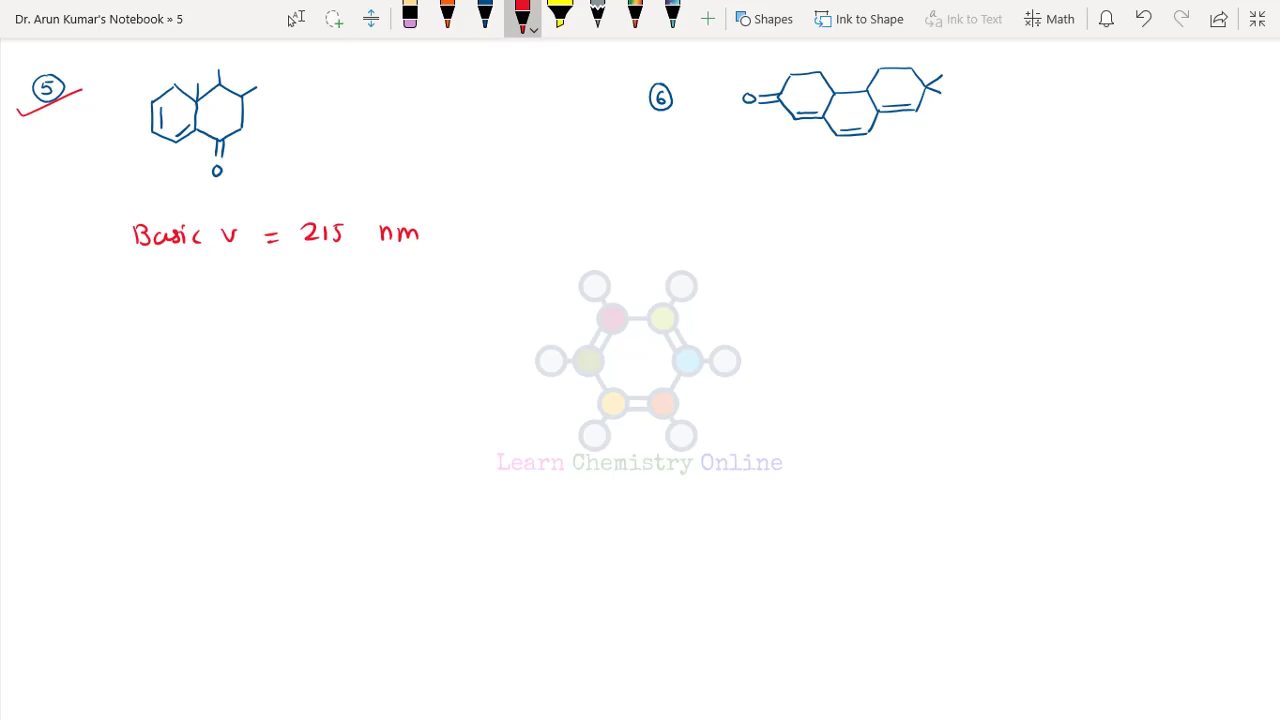 Dr. Arun Kumar's Notebook » 5
Shapes
Ink to Shape
Ink to Text
Math
5
O
6
O
Basic v = 215 nm
Learn Chemistry Online